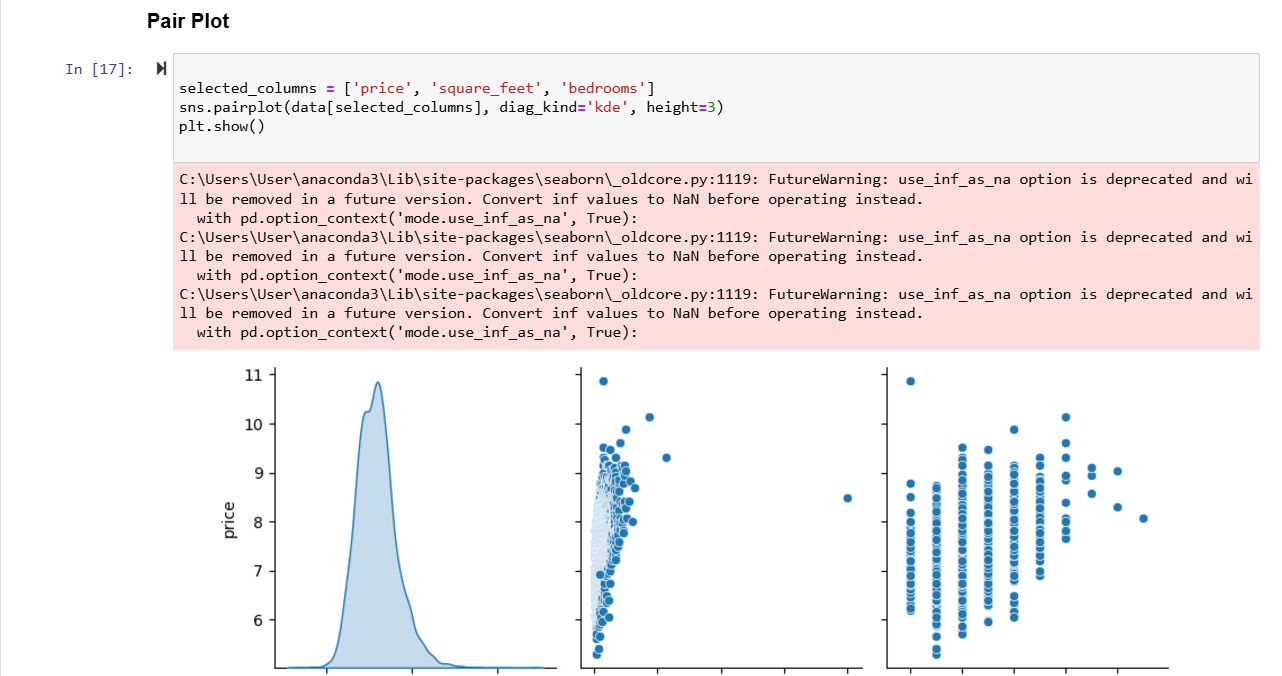 Pair Plot
In [17]:
selected_columns = ['price', 'square_feet', 'bedrooms']
sns.pairplot(data[selected_columns], diag_kind='kde', height=3)
plt.show()
C:\Users\User\anaconda3\Lib\site-packages\seaborn\_oldcore.py:1119: FutureWarning: use_inf_as_na option is deprecated and wi
ll be removed in a future version. Convert inf values to NaN before operating instead.
  with pd.option_context('mode.use_inf_as_na', True):
C:\Users\User\anaconda3\Lib\site-packages\seaborn\_oldcore.py:1119: FutureWarning: use_inf_as_na option is deprecated and wi
ll be removed in a future version. Convert inf values to NaN before operating instead.
  with pd.option_context('mode.use_inf_as_na', True):
C:\Users\User\anaconda3\Lib\site-packages\seaborn\_oldcore.py:1119: FutureWarning: use_inf_as_na option is deprecated and wi
ll be removed in a future version. Convert inf values to NaN before operating instead.
  with pd.option_context('mode.use_inf_as_na', True):
11
10
9
8
7
6
price